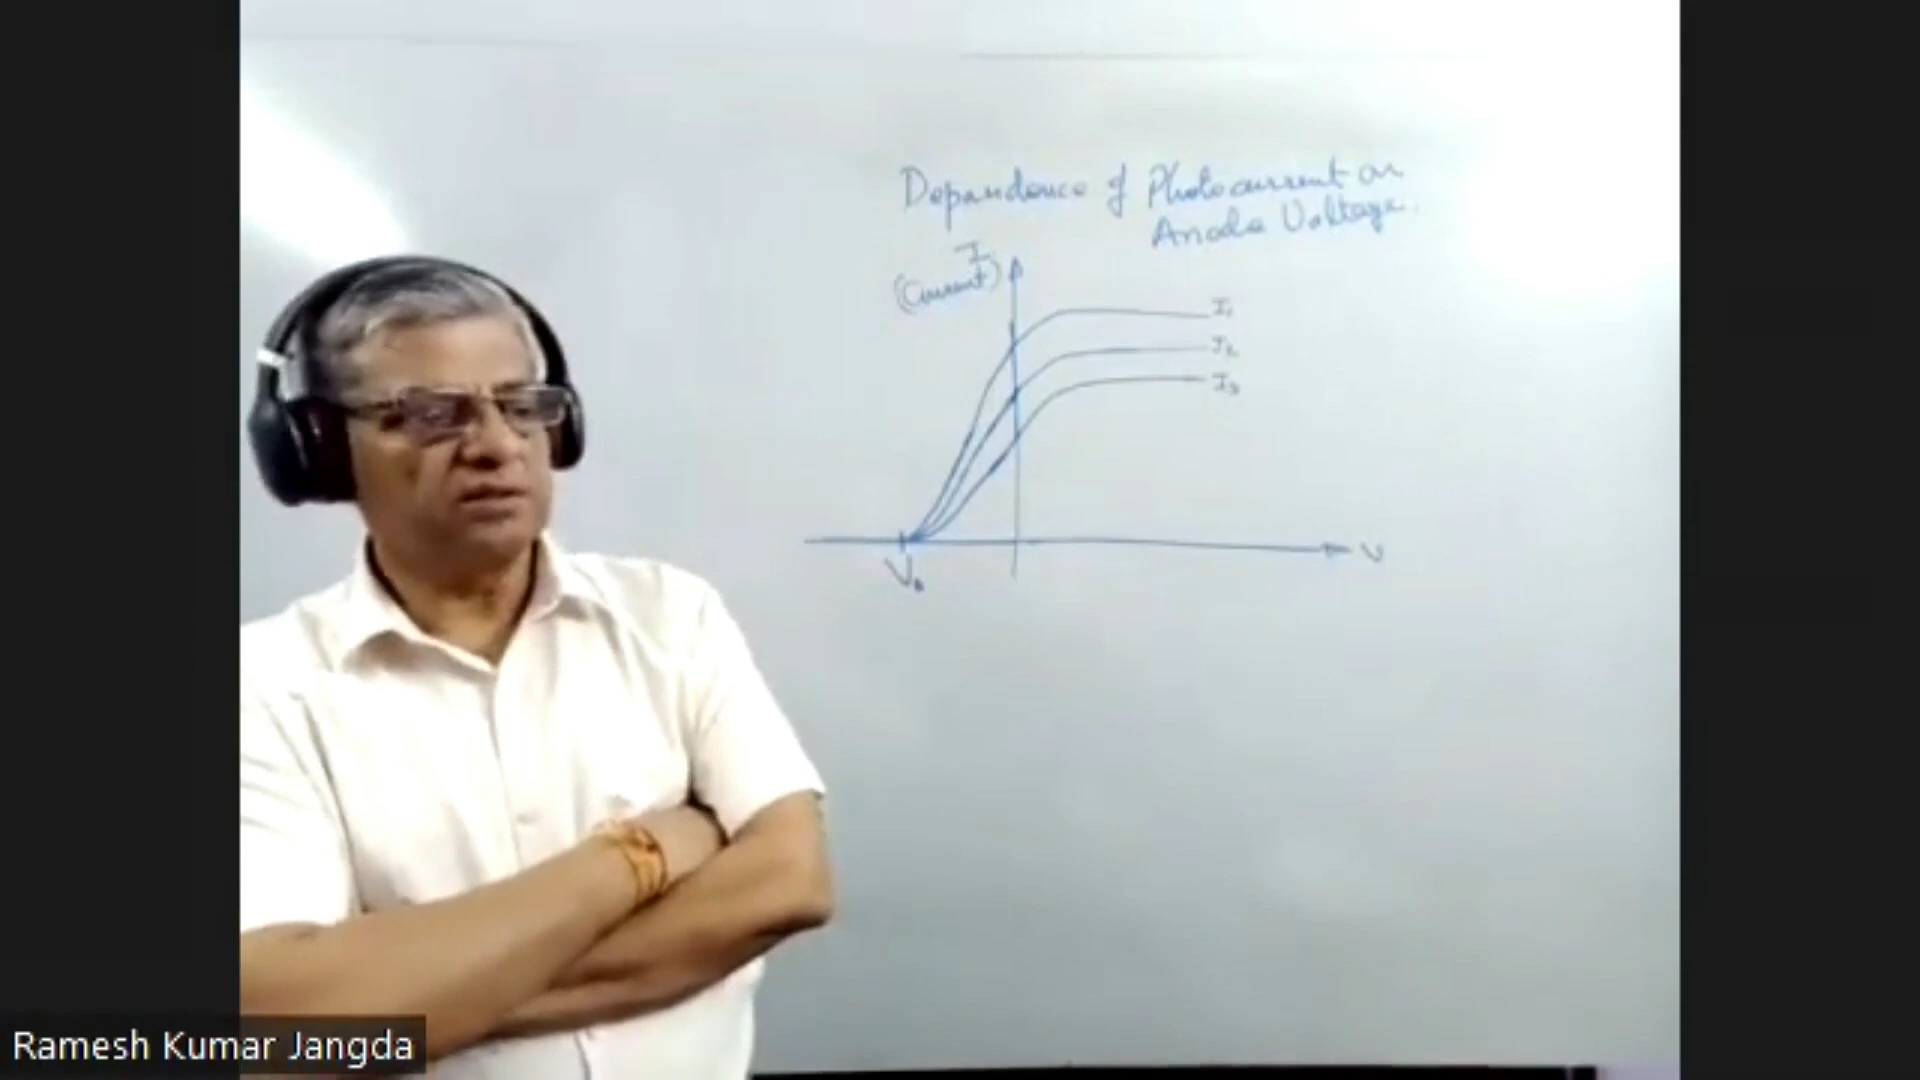 Dependence of Photocurrent on
Anode Voltage.
I
(Current)
I₁
I₂
I₃
V₀
V
Ramesh Kumar Jangda